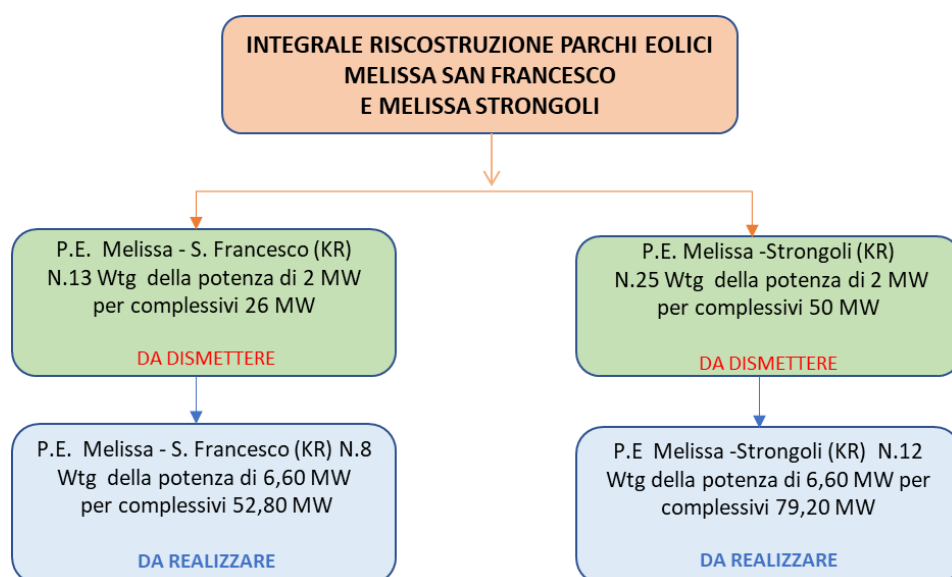 INTEGRALE RISCOSTRUZIONE PARCHI EOLICI
MELISSA SAN FRANCESCO
E MELISSA STRONGOLI
P.E. Melissa - S. Francesco (KR)
N.13 Wtg della potenza di 2 MW
per complessivi 26 MW
DA DISMETTERE
P.E. Melissa -Strongoli (KR)
N.25 Wtg della potenza di 2 MW
per complessivi 50 MW
DA DISMETTERE
P.E. Melissa - S. Francesco (KR) N.8
Wtg della potenza di 6,60 MW
per complessivi 52,80 MW
DA REALIZZARE
P.E Melissa -Strongoli (KR) N.12
Wtg della potenza di 6,60 MW per
complessivi 79,20 MW
DA REALIZZARE